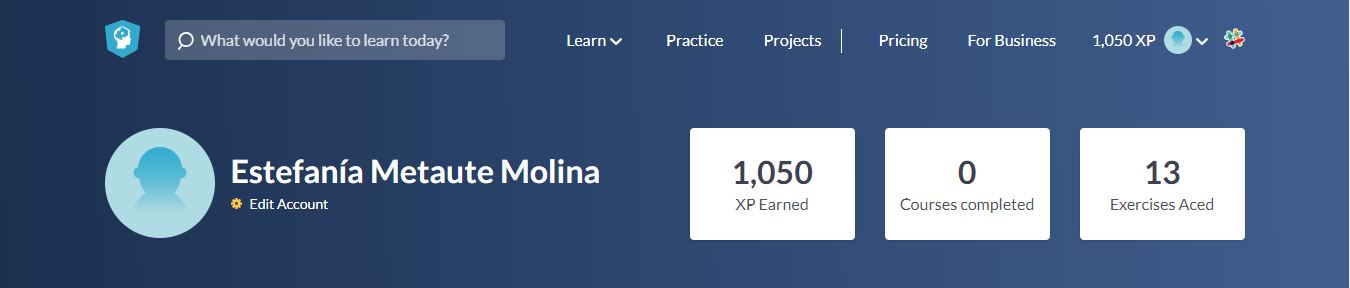 What would you like to learn today? Learn Practice Projects Pricing For Business 1,050 XP
Estefanía Metaute Molina
Edit Account
1,050 0 13
XP Earned Courses completed Exercises Aced